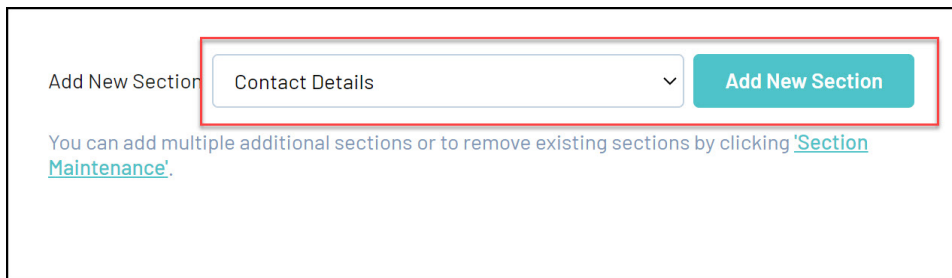 Add New Section Contact Details Add New Section
You can add multiple additional sections or to remove existing sections by clicking 'Section
Maintenance'.